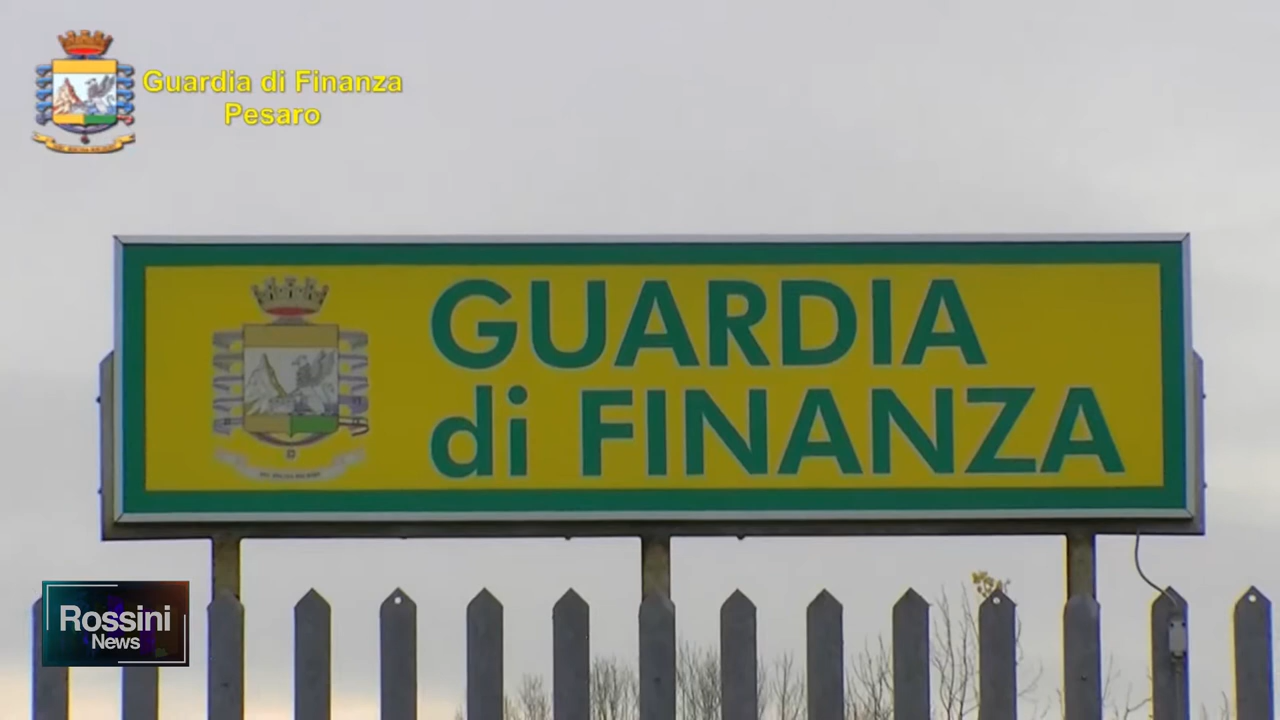 Guardia di Finanza
Pesaro
GUARDIA
di FINANZA
Rossini
News